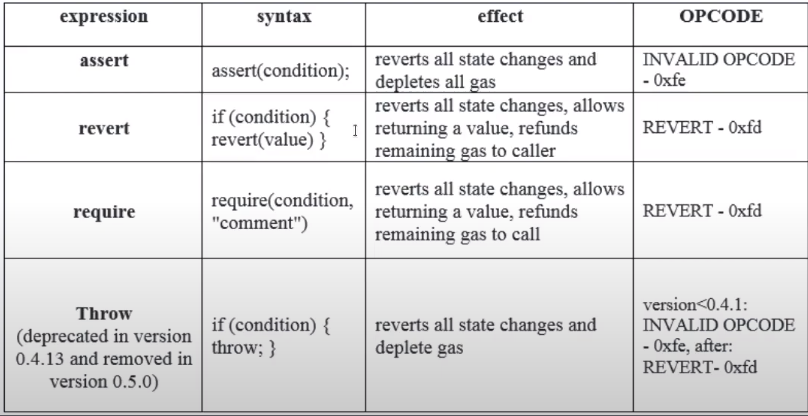 expression syntax effect OPCODE
assert
assert(condition);
reverts all state changes and
depletes all gas
INVALID OPCODE
- 0xfe
revert
if (condition) {
revert(value) }
reverts all state changes, allows
returning a value, refunds
remaining gas to caller
REVERT - 0xfd
require
require(condition,
"comment")
reverts all state changes, allows
returning a value, refunds
remaining gas to call
REVERT - 0xfd
Throw
(deprecated in version
0.4.13 and removed in
version 0.5.0)
if (condition) {
throw; }
reverts all state changes and
deplete gas
version<0.4.1:
INVALID OPCODE
- 0xfe, after:
REVERT- 0xfd